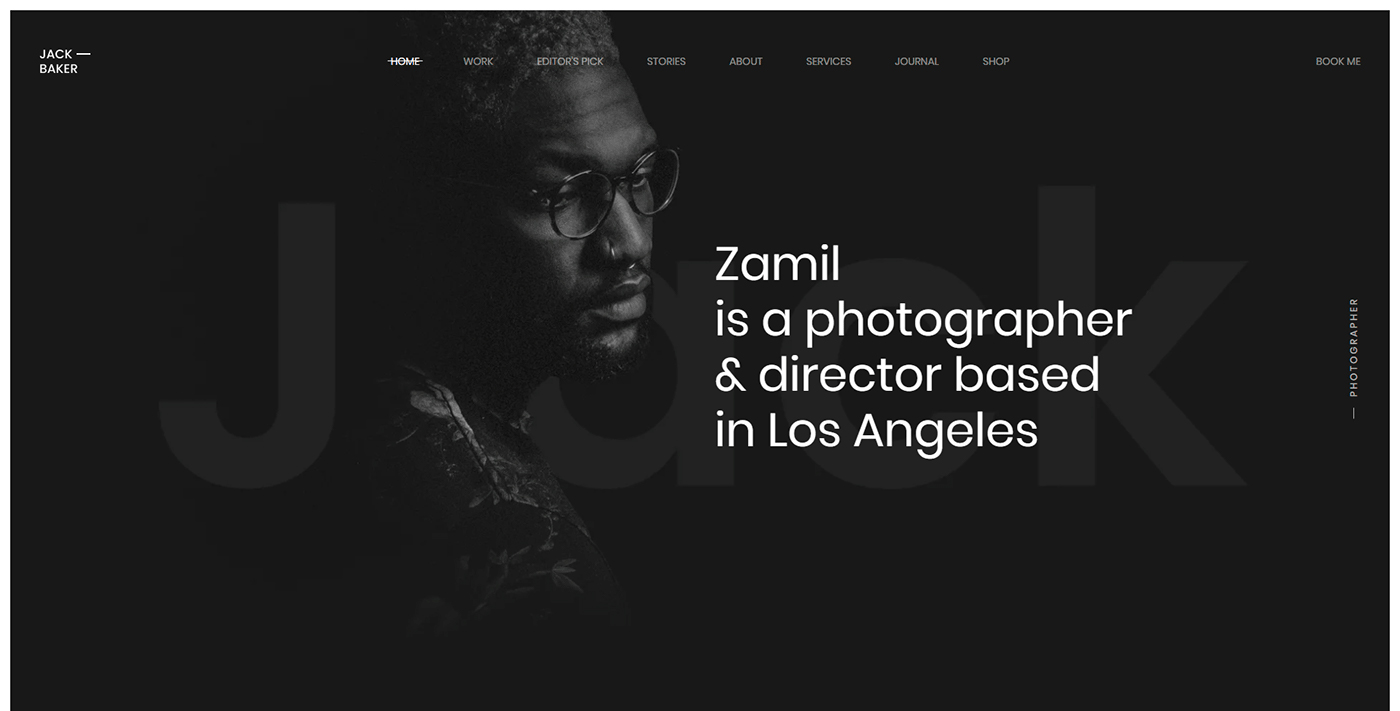 JACK —
BAKER
HOME
WORK
EDITOR'S PICK
STORIES
ABOUT
SERVICES
JOURNAL
SHOP
BOOK ME
Jack
Zamil
is a photographer
& director based
in Los Angeles
— PHOTOGRAPHER